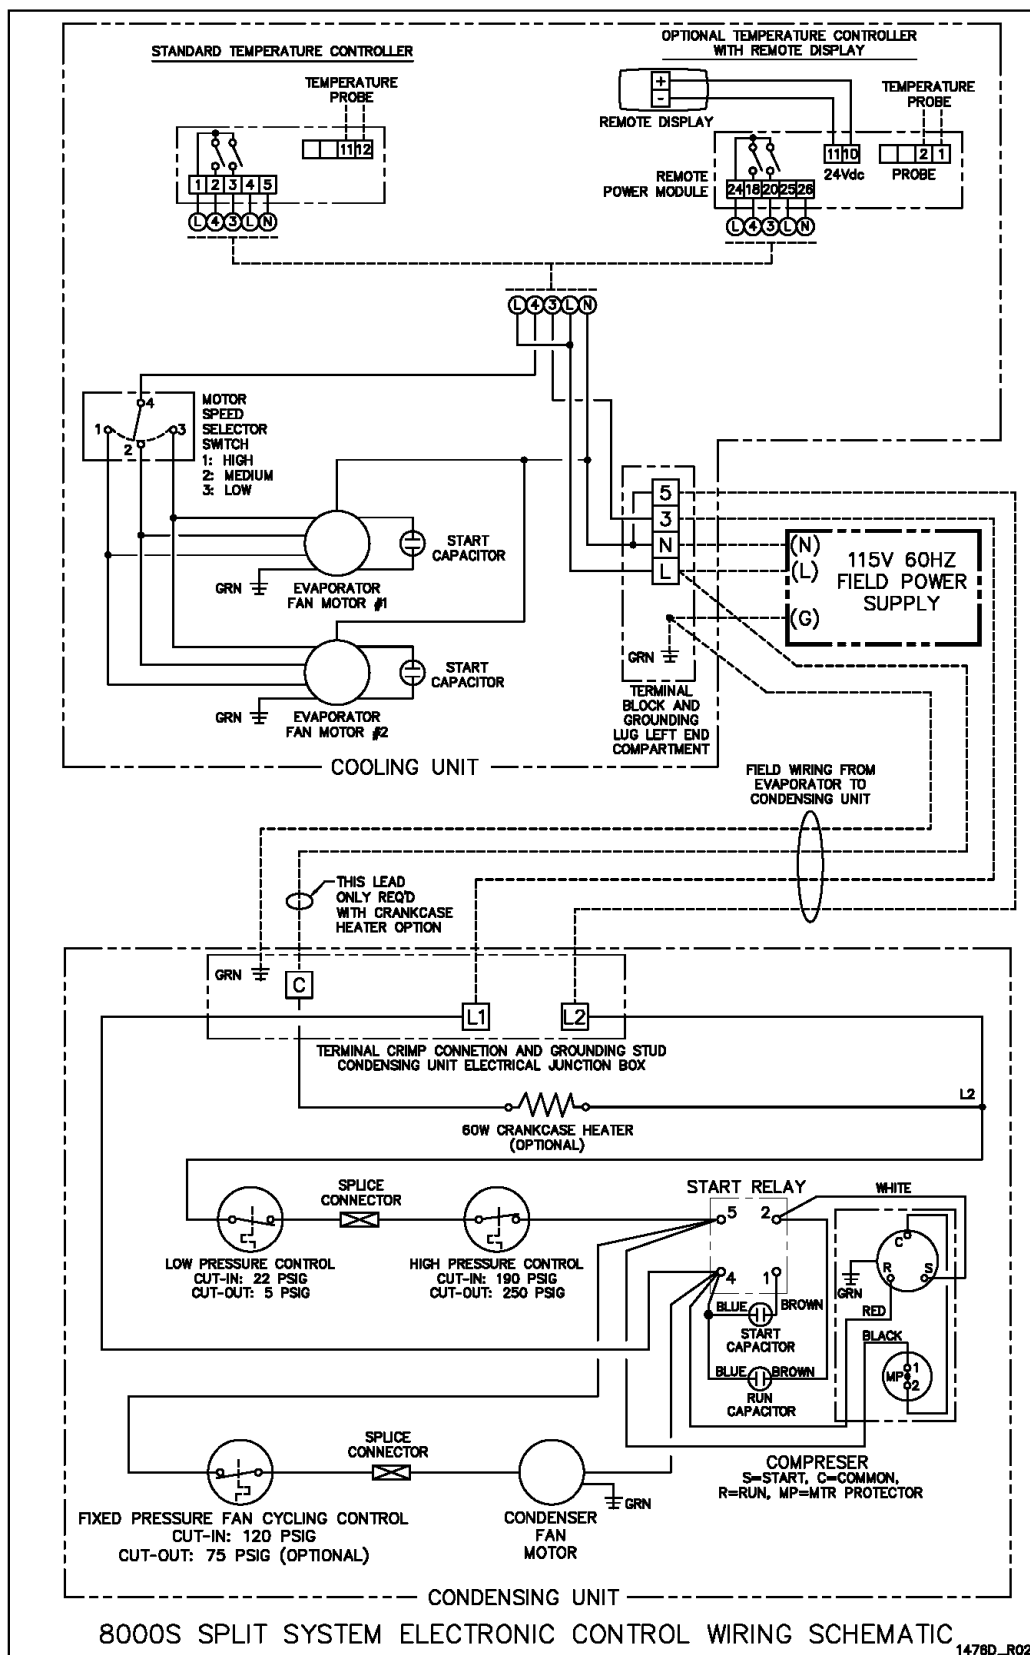 STANDARD TEMPERATURE CONTROLLER
TEMPERATURE
PROBE
11 12
1 2 3 4 5
L 4 3 L N
OPTIONAL TEMPERATURE CONTROLLER
WITH REMOTE DISPLAY
+
-
REMOTE DISPLAY
TEMPERATURE
PROBE
REMOTE
POWER MODULE
11 10
24Vdc
2 1
PROBE
24 18 20 25 26
L 4 3 L N
L 4 3 L N
4
1
2
3
MOTOR
SPEED
SELECTOR
SWITCH
1: HIGH
2: MEDIUM
3: LOW
START
CAPACITOR
GRN
EVAPORATOR
FAN MOTOR #1
START
CAPACITOR
GRN
EVAPORATOR
FAN MOTOR #2
5
3
N
L
GRN
TERMINAL
BLOCK AND
GROUNDING
LUG LEFT END
COMPARTMENT
(N)
(L)
(G)
115V 60HZ
FIELD POWER
SUPPLY
COOLING UNIT
FIELD WIRING FROM
EVAPORATOR TO
CONDENSING UNIT
THIS LEAD
ONLY REQ'D
WITH CRANKCASE
HEATER OPTION
GRN
C
L1
L2
TERMINAL CRIMP CONNETION AND GROUNDING STUD
CONDENSING UNIT ELECTRICAL JUNCTION BOX
L2
60W CRANKCASE HEATER
(OPTIONAL)
SPLICE
CONNECTOR
LOW PRESSURE CONTROL
CUT-IN: 22 PSIG
CUT-OUT: 5 PSIG
HIGH PRESSURE CONTROL
CUT-IN: 190 PSIG
CUT-OUT: 250 PSIG
START RELAY
5 2
4 1
WHITE
BLUE
BROWN
START
CAPACITOR
BLUE
BROWN
RUN
CAPACITOR
C
R
S
GRN
RED
BLACK
MP
1
2
COMPRESER
S=START, C=COMMON,
R=RUN, MP=MTR PROTECTOR
SPLICE
CONNECTOR
FIXED PRESSURE FAN CYCLING CONTROL
CUT-IN: 120 PSIG
CUT-OUT: 75 PSIG (OPTIONAL)
GRN
CONDENSER
FAN
MOTOR
CONDENSING UNIT
8000S SPLIT SYSTEM ELECTRONIC CONTROL WIRING SCHEMATIC
1476D_R02